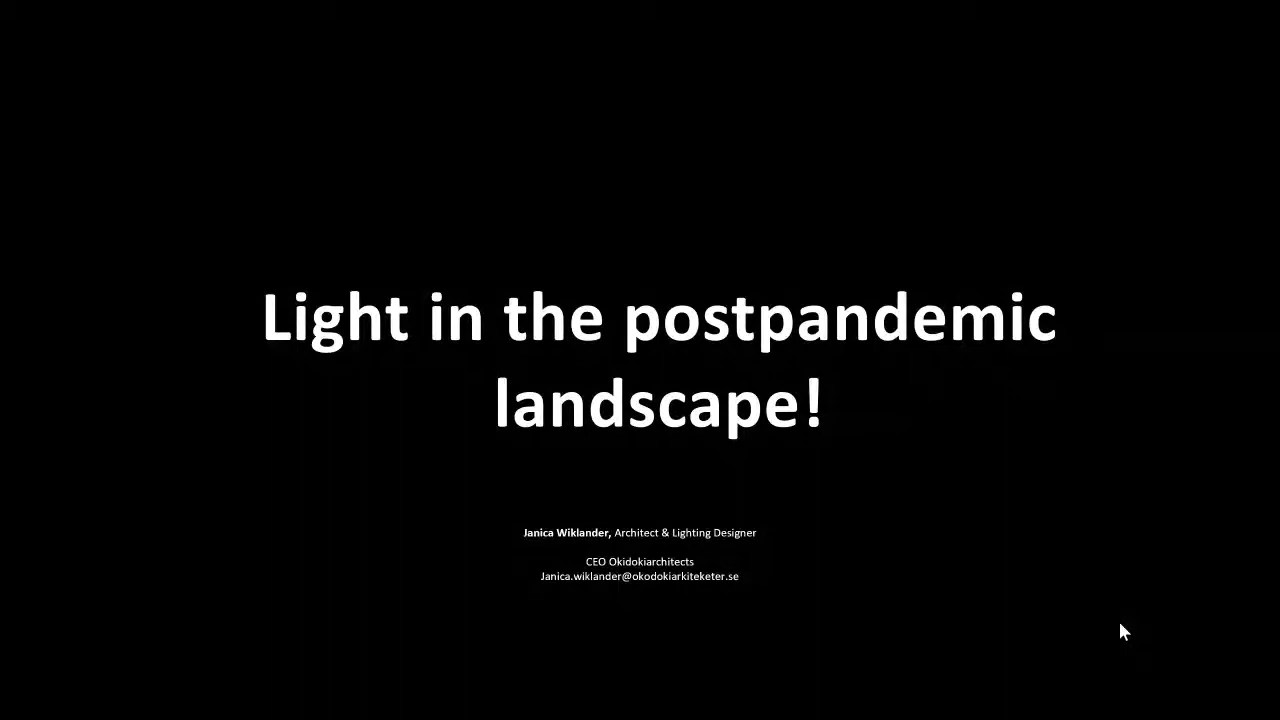 Light in the postpandemic
landscape!
Janica Wiklander, Architect & Lighting Designer
CEO Okidokiarchitects
Janica.wiklander@okodokiarkiteketer.se